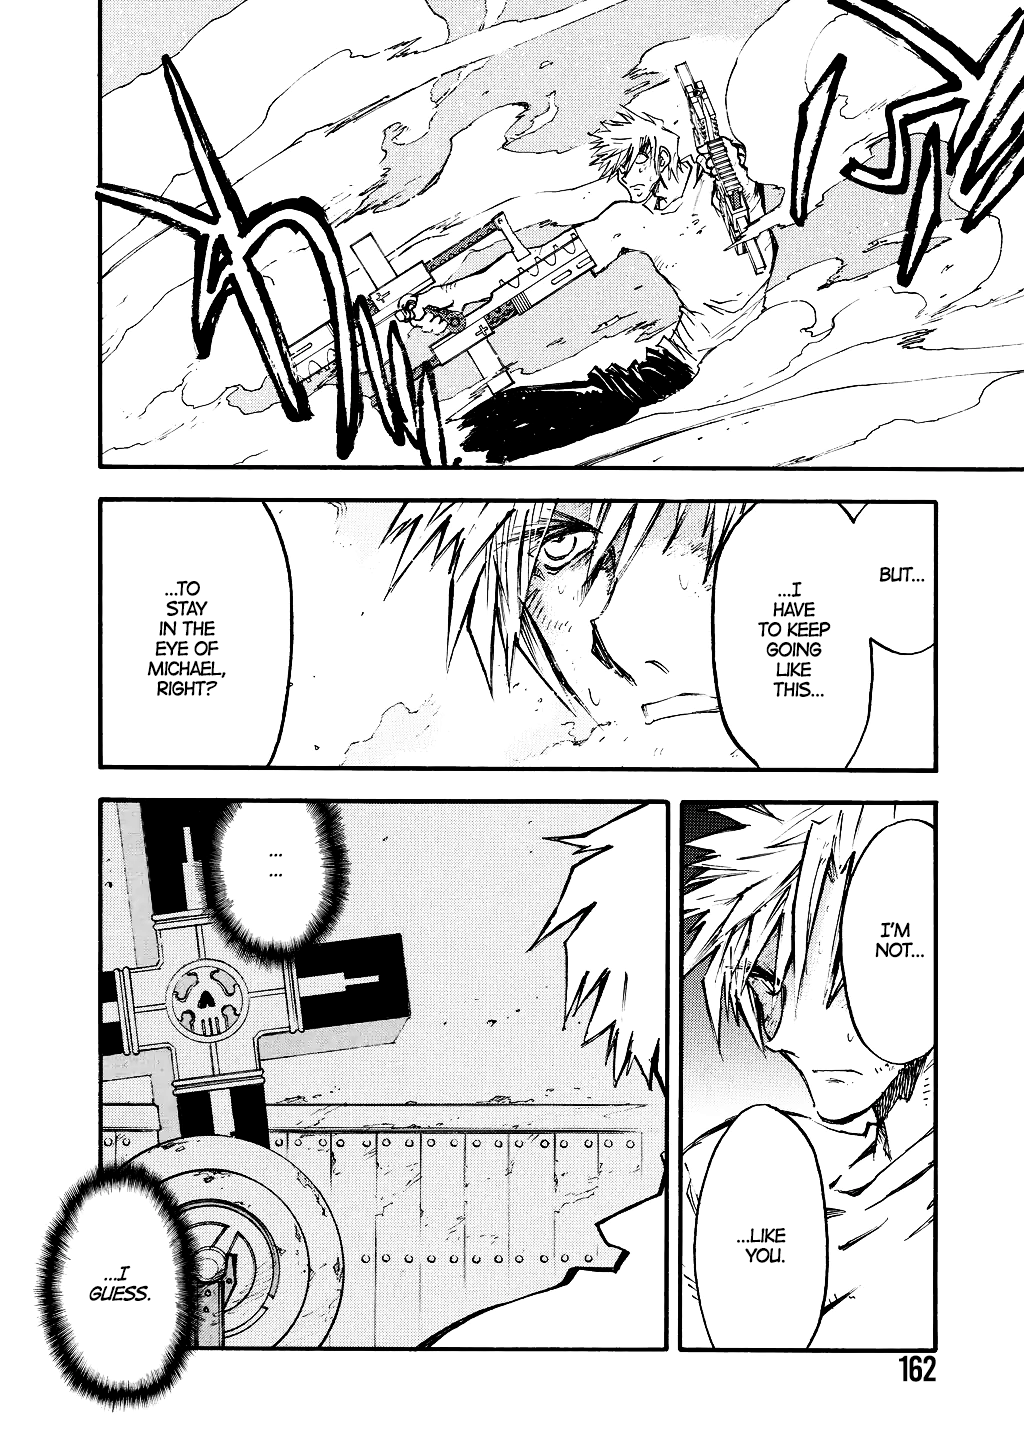 BUT...
...I
HAVE
TO KEEP
GOING
LIKE
THIS...
...TO
STAY
IN THE
EYE OF
MICHAEL,
RIGHT?
I'M
NOT...
...LIKE
YOU.
...
...
...I
GUESS.
162